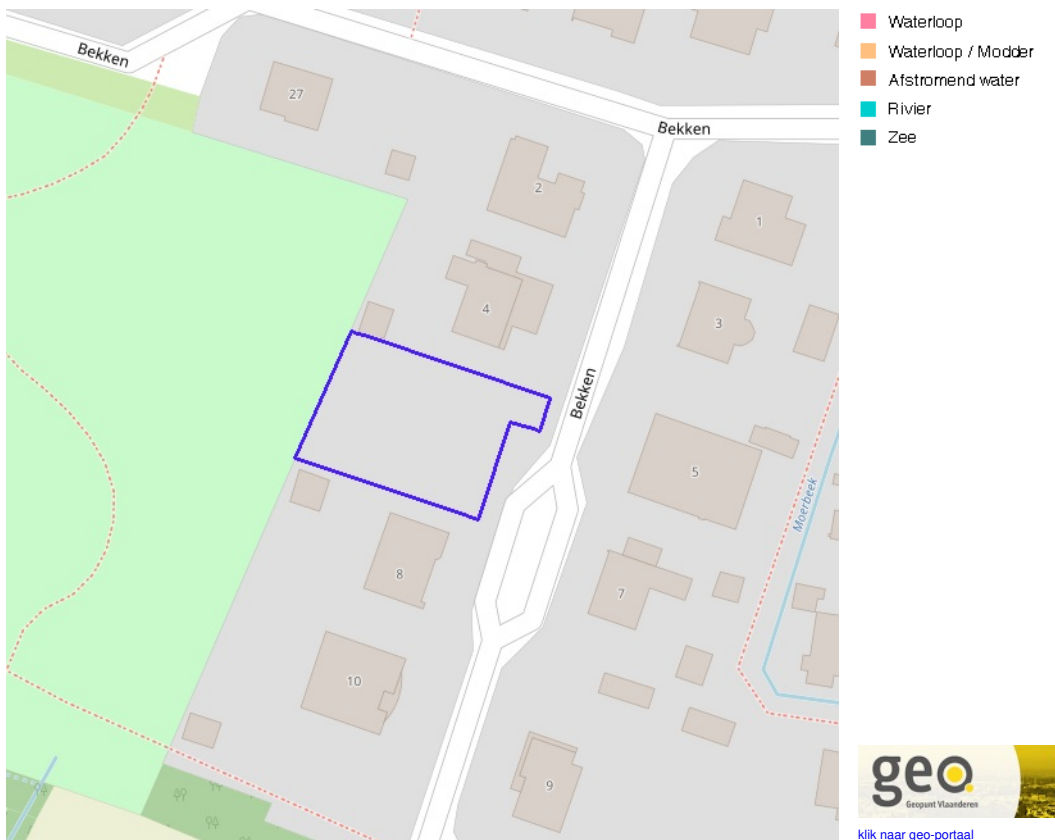 Bekken
27
Bekken
2
1
4
3
Bekken
5
Moerbeek
8
7
10
9
Waterloop
Waterloop / Modder
Afstromend water
Rivier
Zee
geo
Geopunt Vlaanderen
klik naar geo-portaal